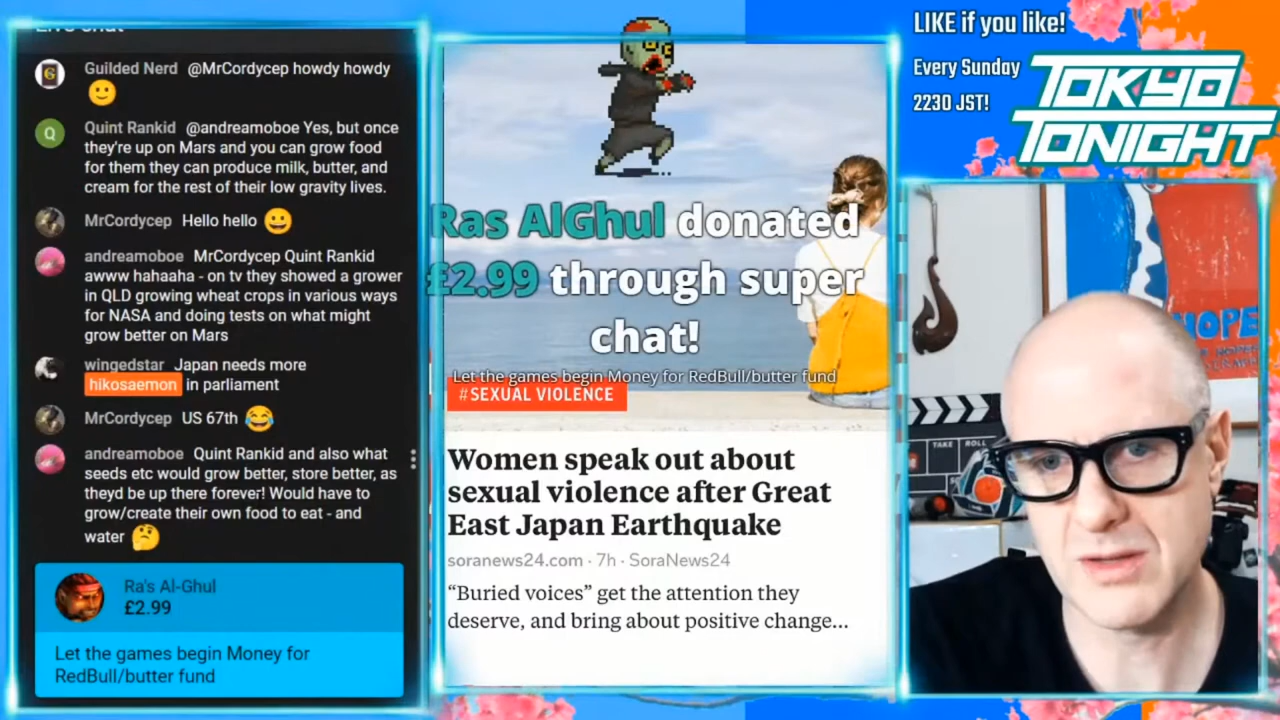 Live chat
Guilded Nerd @MrCordycep howdy howdy
Quint Rankid @andreamoboe Yes, but once
they're up on Mars and you can grow food
for them they can produce milk, butter, and
cream for the rest of their low gravity lives.
MrCordycep Hello hello
andreamoboe MrCordycep Quint Rankid
awww hahaaha - on tv they showed a grower
in QLD growing wheat crops in various ways
for NASA and doing tests on what might
grow better on Mars
wingedstar Japan needs more
hikosaemon in parliament
MrCordycep US 67th
andreamoboe Quint Rankid and also what
seeds etc would grow better, store better, as
theyd be up there forever! Would have to
grow/create their own food to eat - and
water
Ra's Al-Ghul
£2.99
Let the games begin Money for
RedBull/butter fund
Ras AlGhul donated
£2.99 through super
chat!
Let the games begin Money for RedBull/butter fund
#SEXUAL VIOLENCE
Women speak out about
sexual violence after Great
East Japan Earthquake
soranews24.com · 7h · SoraNews24
“Buried voices” get the attention they
deserve, and bring about positive change...
LIKE if you like!
Every Sunday
2230 JST!
TOKYO
TONIGHT
HOPE
TAKE ROLL